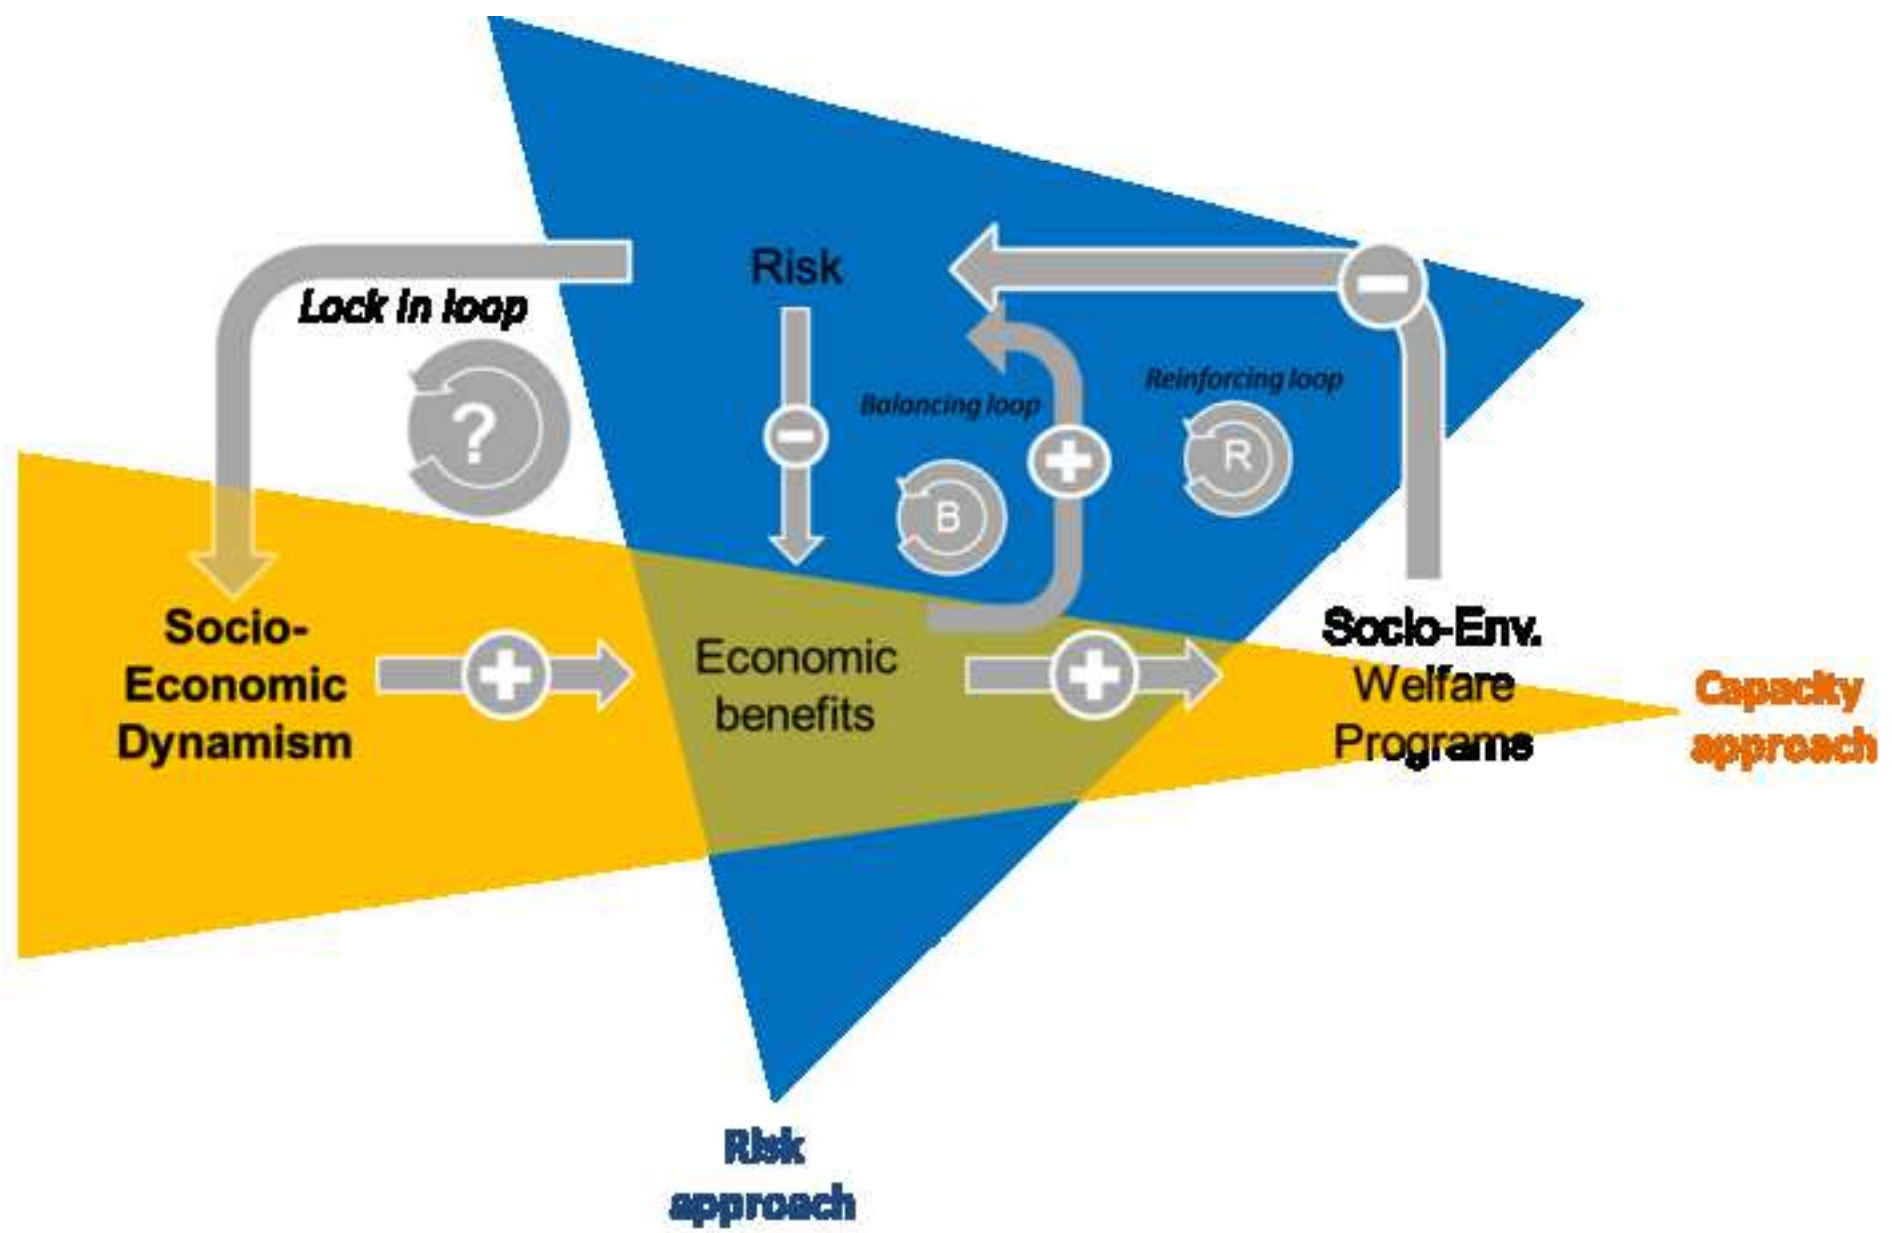 Risk
Lock in loop
?
Balancing loop
Reinforcing loop
B
R
Socio-
Economic
Dynamism
Economic
benefits
Socio-Env.
Welfare
Programs
Capacity
approach
Risk
approach